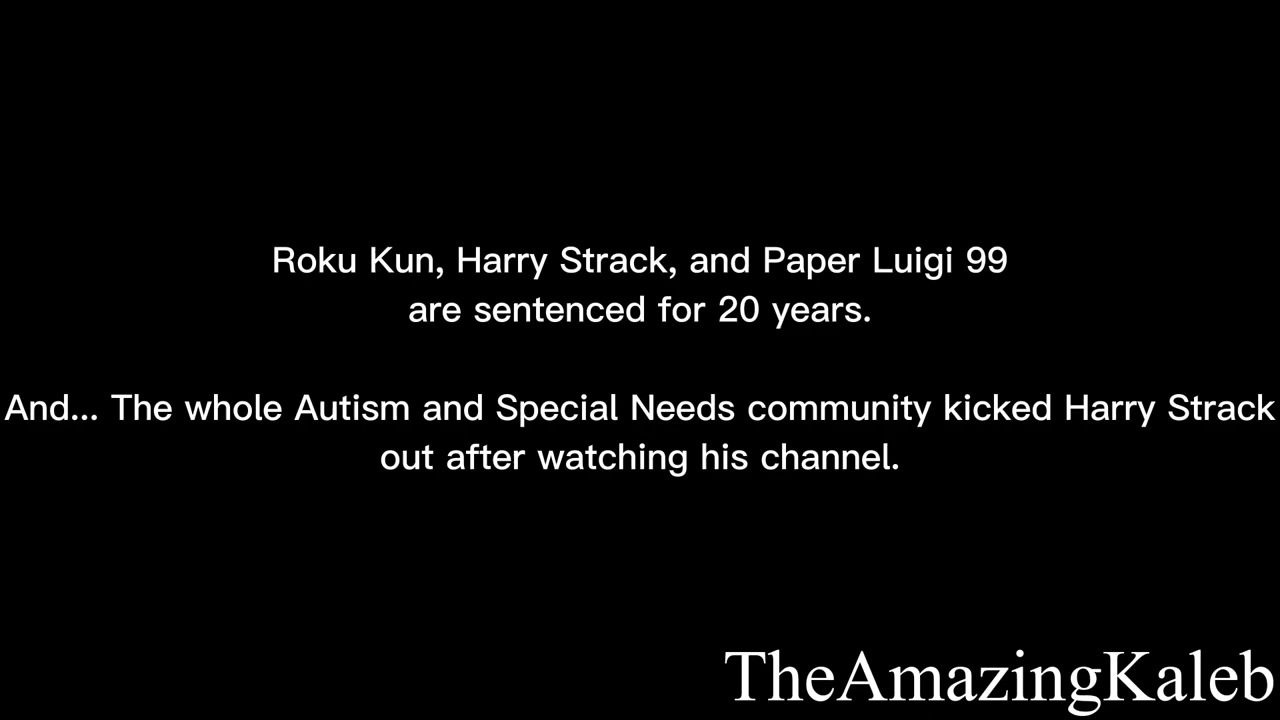 Roku Kun, Harry Strack, and Paper Luigi 99
are sentenced for 20 years.
And... The whole Autism and Special Needs community kicked Harry Strack
out after watching his channel.
TheAmazingKaleb